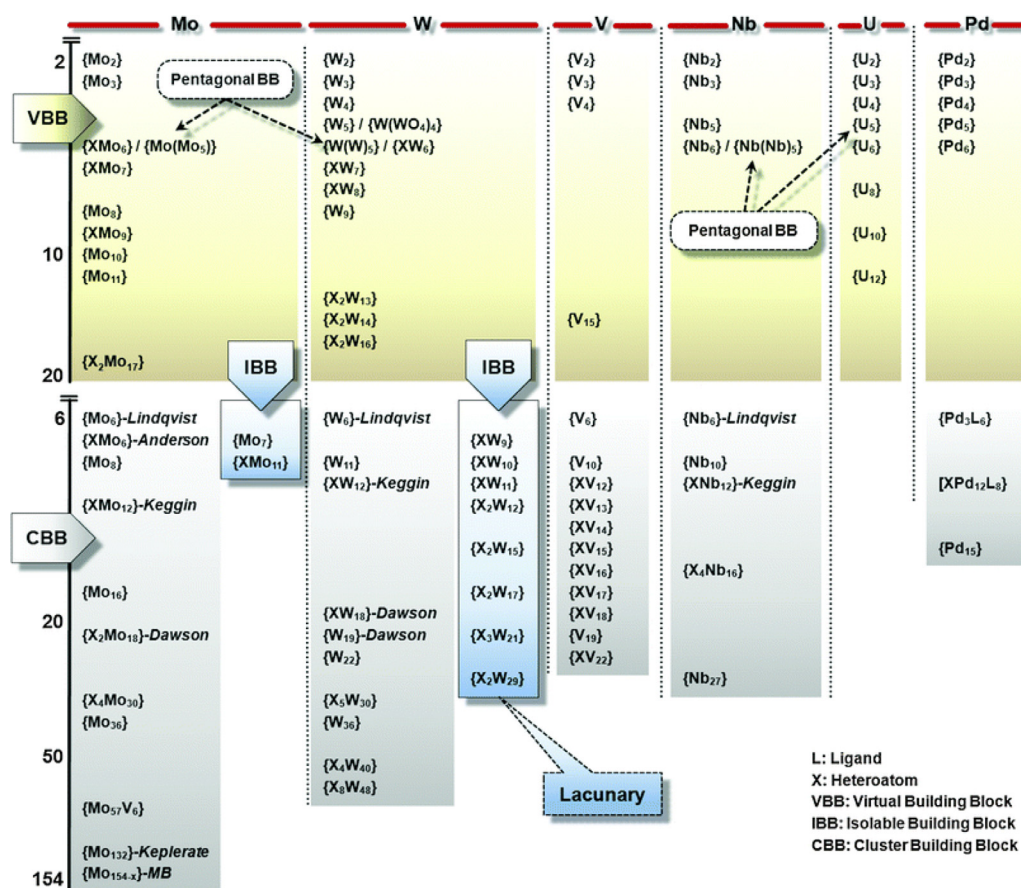 Mo W V Nb U Pd
2 {Mo₂} {W₂} {V₂} {Nb₂} {U₂} {Pd₂}
{Mo₃} Pentagonal BB {W₃} {V₃} {Nb₃} {U₃} {Pd₃}
{W₄} {V₄} {U₄} {Pd₄}
VBB {W₅} / {W(WO₄)₄} {Nb₅} {U₅} {Pd₅}
{XMo₆} / {Mo(Mo₅)} {W(W)₅} / {XW₆} {Nb₆} / {Nb(Nb)₅} {U₆} {Pd₆}
{XMo₇} {XW₇}
{XW₈} {U₈}
{Mo₈} {W₉}
{XMo₉} Pentagonal BB {U₁₀}
10 {Mo₁₀}
{Mo₁₁} {U₁₂}
{X₂W₁₃}
{X₂W₁₄} {V₁₅}
{X₂W₁₆}
{X₂Mo₁₇} IBB IBB
20
6 {Mo₆}-Lindqvist {W₆}-Lindqvist {V₆} {Nb₆}-Lindqvist {Pd₃L₆}
{XMo₆}-Anderson {Mo₇} {XW₉}
{Mo₈} {XMo₁₁} {W₁₁} {XW₁₀} {V₁₀} {Nb₁₀}
{XW₁₂}-Keggin {XW₁₁} {XV₁₂} {XNb₁₂}-Keggin [XPd₁₂L₈}
{XMo₁₂}-Keggin {X₂W₁₂} {XV₁₃}
{XV₁₄}
CBB {X₂W₁₅} {XV₁₅} {Pd₁₅}
{XV₁₆} {X₄Nb₁₆}
{Mo₁₆} {X₂W₁₇} {XV₁₇}
20 {XW₁₈}-Dawson {XV₁₈}
{X₂Mo₁₈}-Dawson {W₁₉}-Dawson {X₃W₂₁} {V₁₉}
{W₂₂} {XV₂₂}
{X₂W₂₉} {Nb₂₇}
{X₄Mo₃₀} {X₅W₃₀}
{Mo₃₆} {W₃₆}
50 {X₄W₄₀}
{X₈W₄₈} Lacunary
{Mo₅₇V₆}
{Mo₁₃₂}-Keplerate
154 {Mo₁₅₄₋ₓ}-MB
L: Ligand
X: Heteroatom
VBB: Virtual Building Block
IBB: Isolable Building Block
CBB: Cluster Building Block